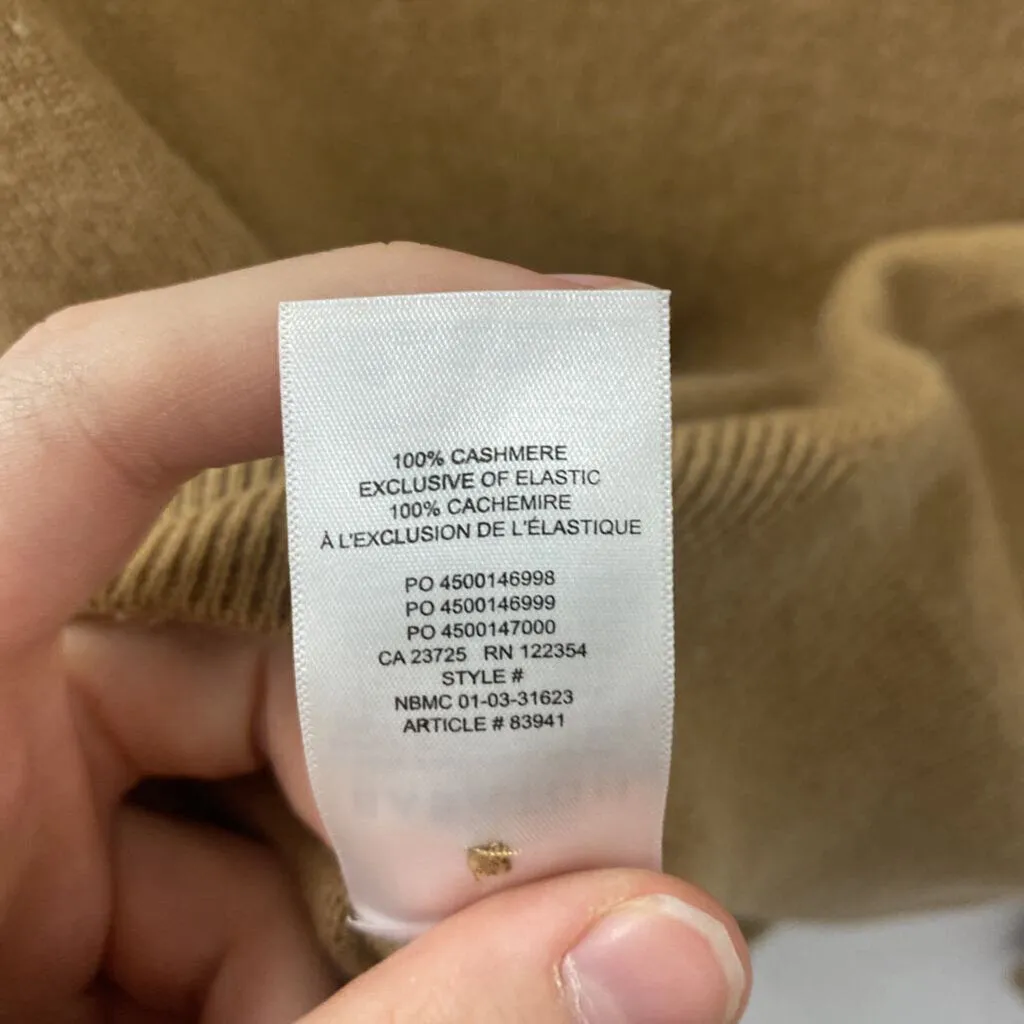 100% CASHMERE
EXCLUSIVE OF ELASTIC
100% CACHEMIRE
À L'EXCLUSION DE L'ÉLASTIQUE
PO 4500146998
PO 4500146999
PO 4500147000
CA 23725 RN 122354
STYLE #
NBMC 01-03-31623
ARTICLE # 83941